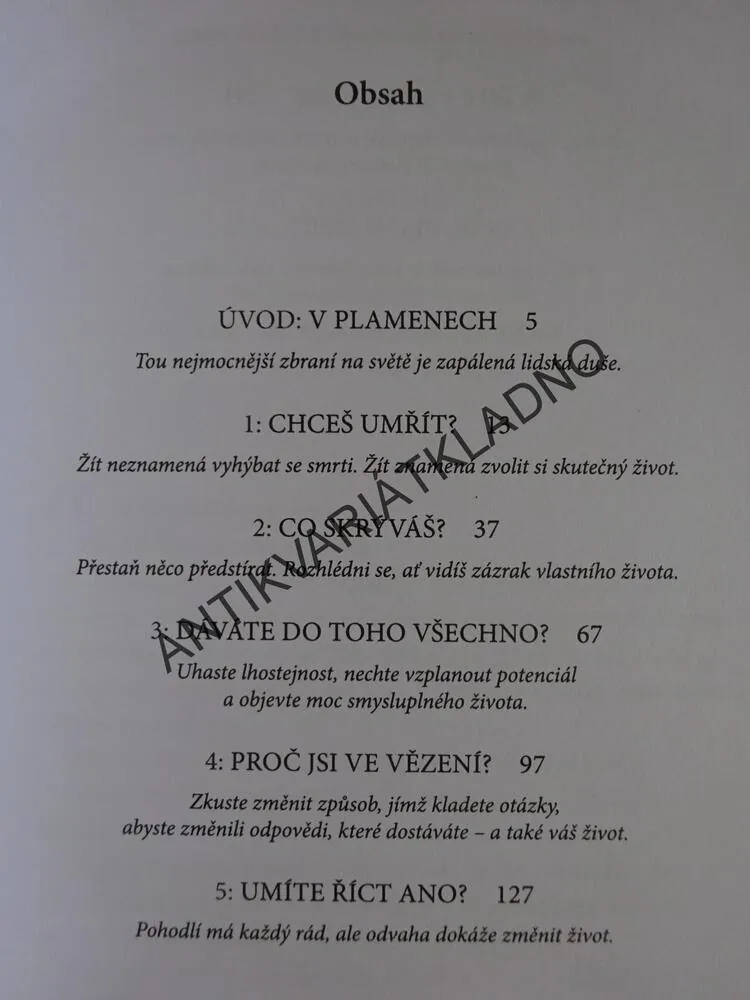 Obsah
ÚVOD: V PLAMENECH 5
Tou nejmocnější zbraní na světě je zapálená lidská duše.
1: CHCEŠ UMŘÍT? 13
Žít neznamená vyhýbat se smrti. Žít znamená zvolit si skutečný život.
2: CO SKRÝVÁŠ? 37
Přestaň něco předstírat. Rozhlédni se, ať vidíš zázrak vlastního života.
3: DÁVÁTE DO TOHO VŠECHNO? 67
Uhaste lhostejnost, nechte vzplanout potenciál
a objevte moc smysluplného života.
4: PROČ JSI VE VĚZENÍ? 97
Zkuste změnit způsob, jímž kladete otázky,
abyste změnili odpovědi, které dostáváte – a také váš život.
5: UMÍTE ŘÍCT ANO? 127
Pohodlí má každý rád, ale odvaha dokáže změnit život.
ANTIKVARIÁTKLADNO